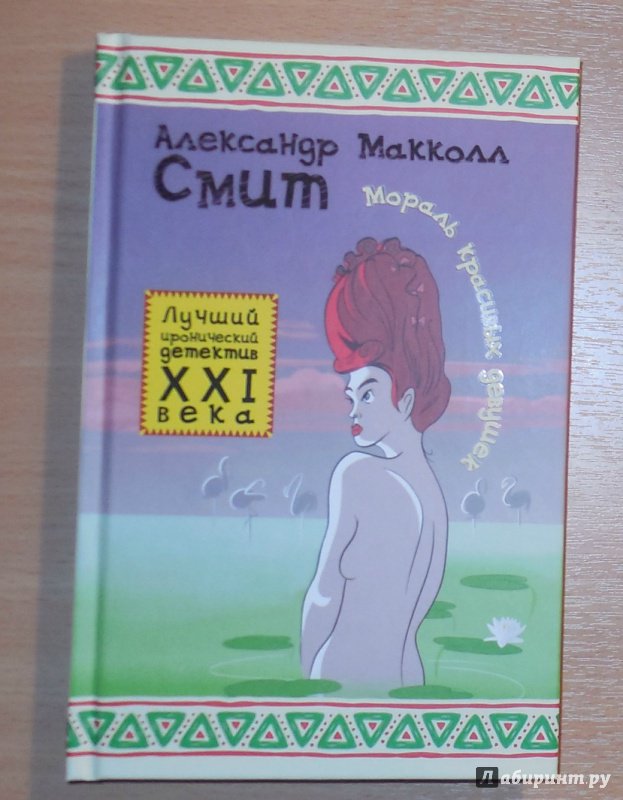 Александр Макколл
Смит
Мораль красивых девушек
Лучший
иронический
детектив
XXI
века
Лабиринт.ру